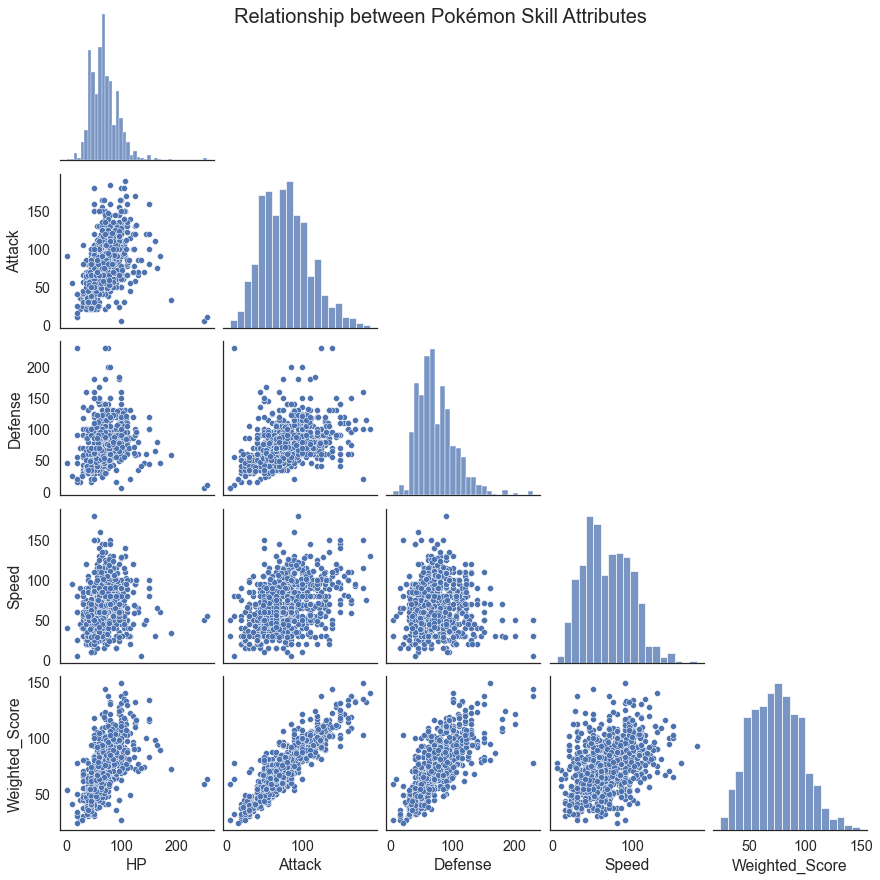 Relationship between Pokémon Skill Attributes
Attack
150
100
50
0
Defense
200
150
100
50
0
Speed
150
100
50
0
Weighted_Score
150
100
50
0 100 200 0 100 0 100 200 0 100 50 100 150
HP Attack Defense Speed Weighted_Score